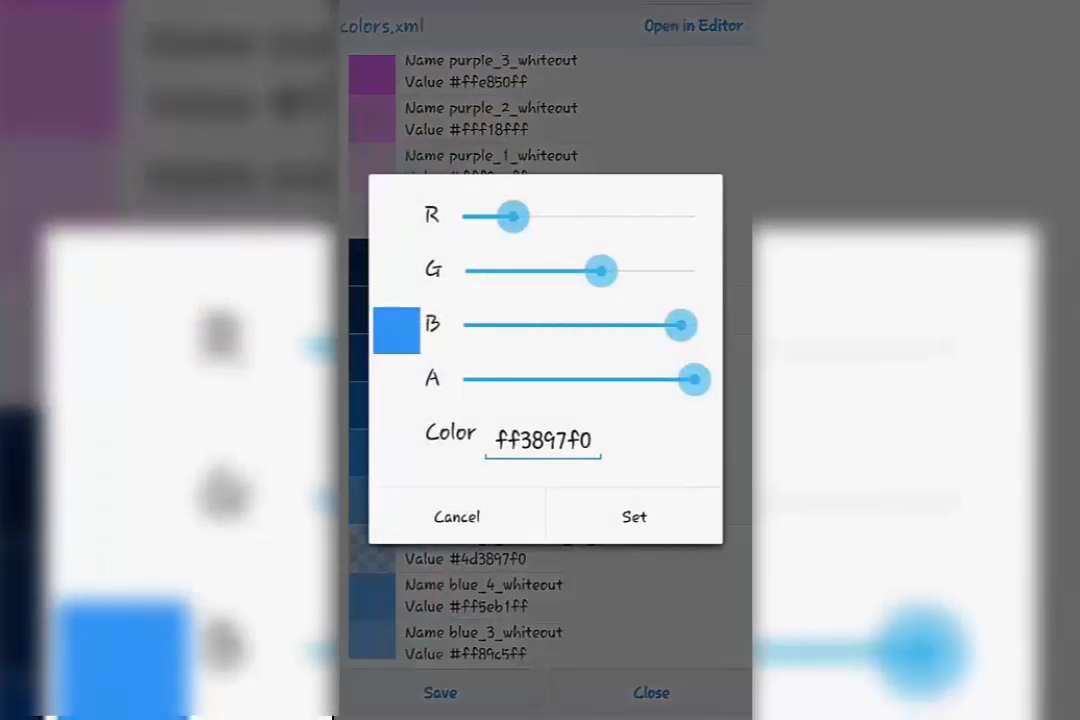 colors.xml
Open in Editor
Name purple_3_whiteout
Value #ffe850ff
Name purple_2_whiteout
Value #fff18fff
Name purple_1_whiteout
R
G
B
A
Color
ff3897f0
Cancel
Set
Value #4d3897f0
Name blue_4_whiteout
Value #ff5eb1ff
Name blue_3_whiteout
Value #ff89c5ff
Save
Close